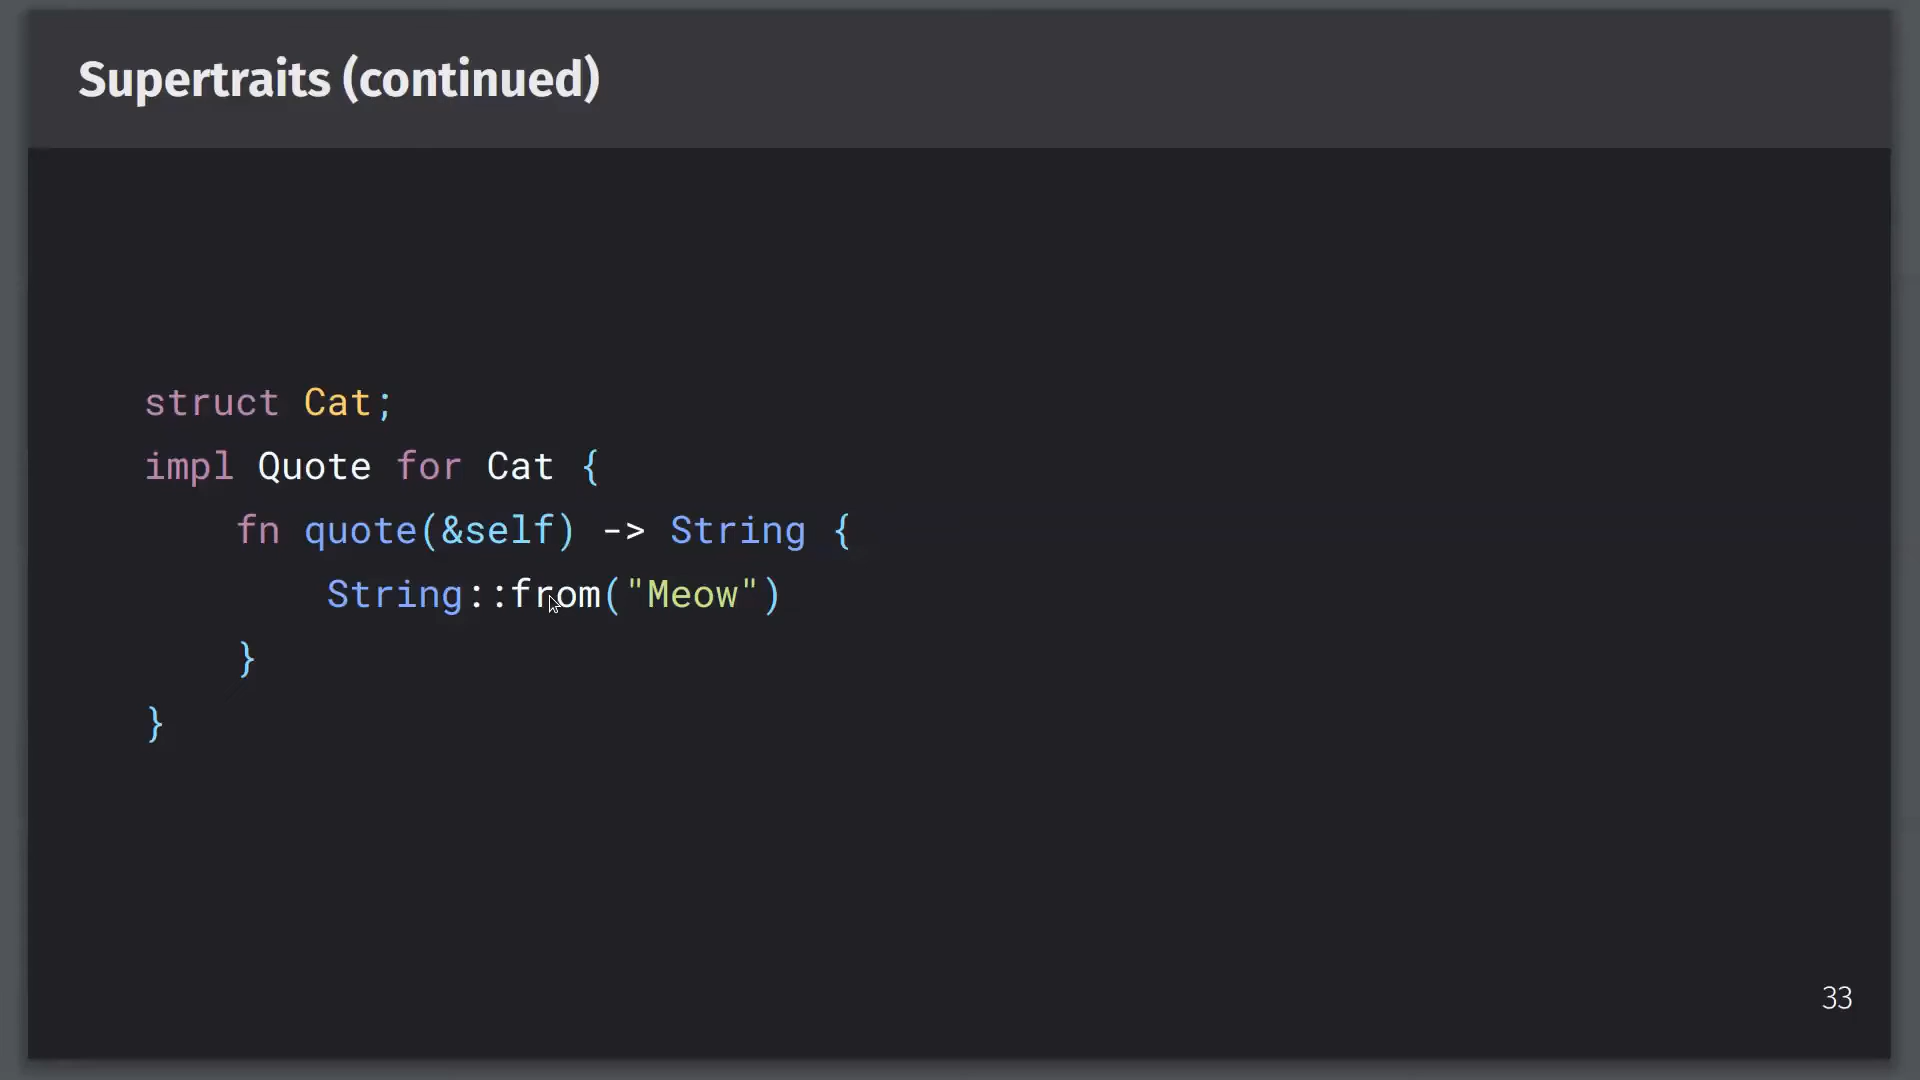 Supertraits (continued)
struct Cat;
impl Quote for Cat {
    fn quote(&self) -> String {
        String::from("Meow")
    }
}
33